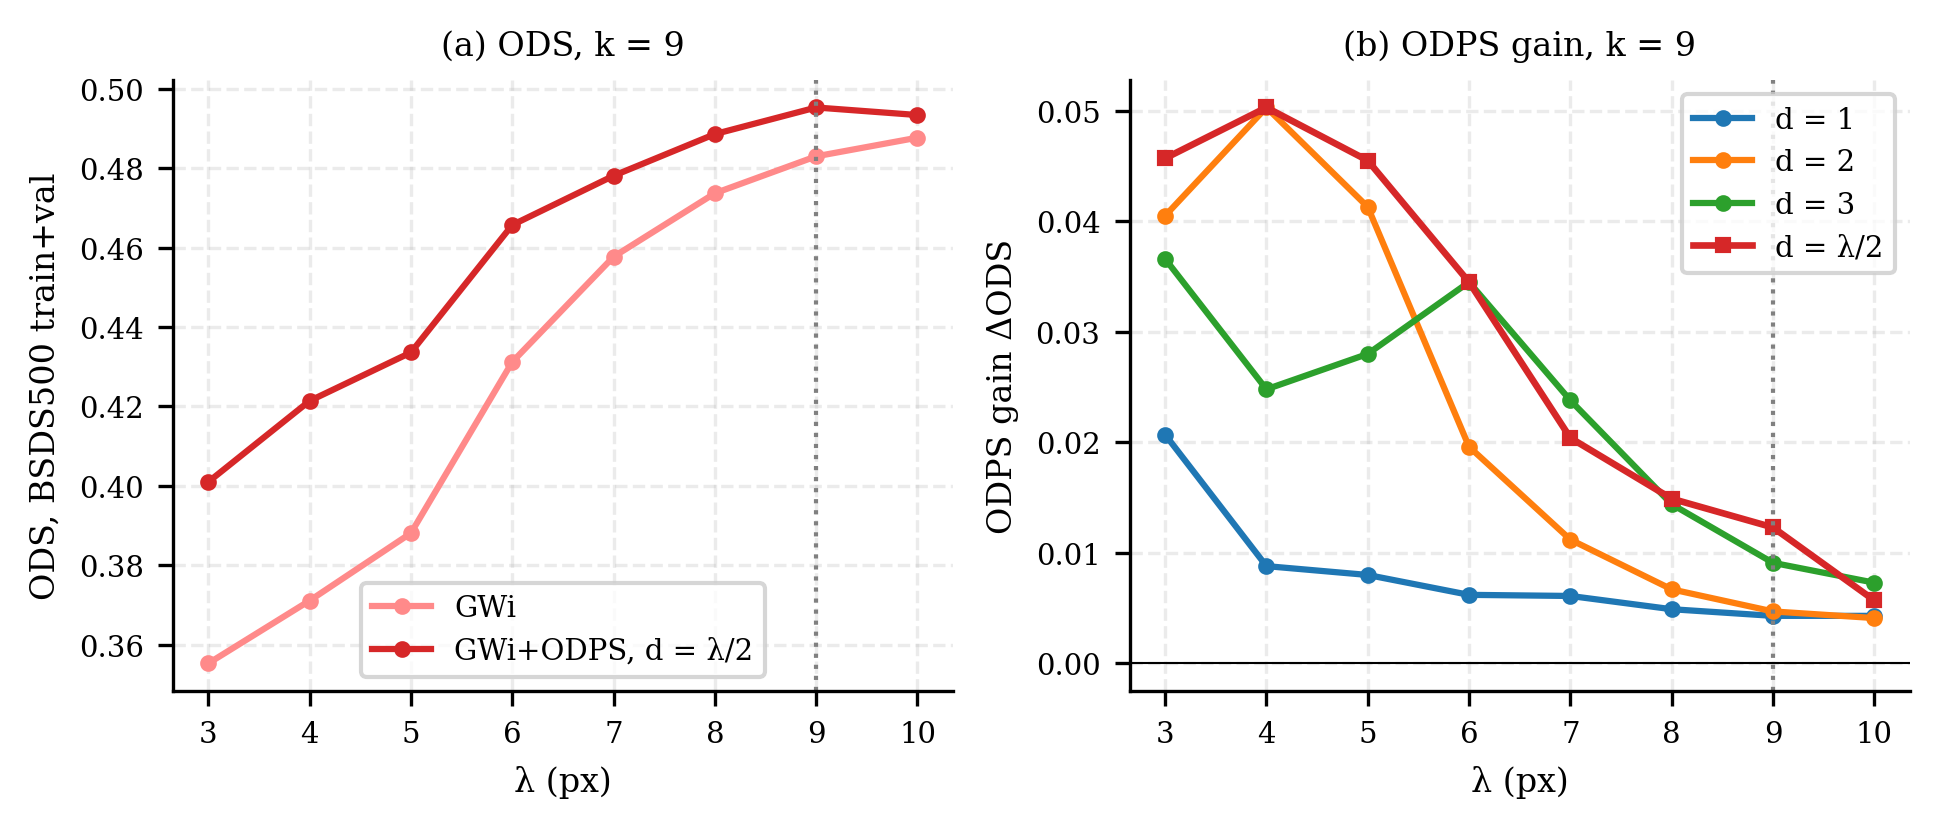 (a) ODS, k = 9
ODS, BSDS500 train+val
0.50
0.48
0.46
0.44
0.42
0.40
0.38
0.36
GWi
GWi+ODPS, d = λ/2
3 4 5 6 7 8 9 10
λ (px)
(b) ODPS gain, k = 9
ODPS gain ΔODS
0.05
0.04
0.03
0.02
0.01
0.00
d = 1
d = 2
d = 3
d = λ/2
3 4 5 6 7 8 9 10
λ (px)